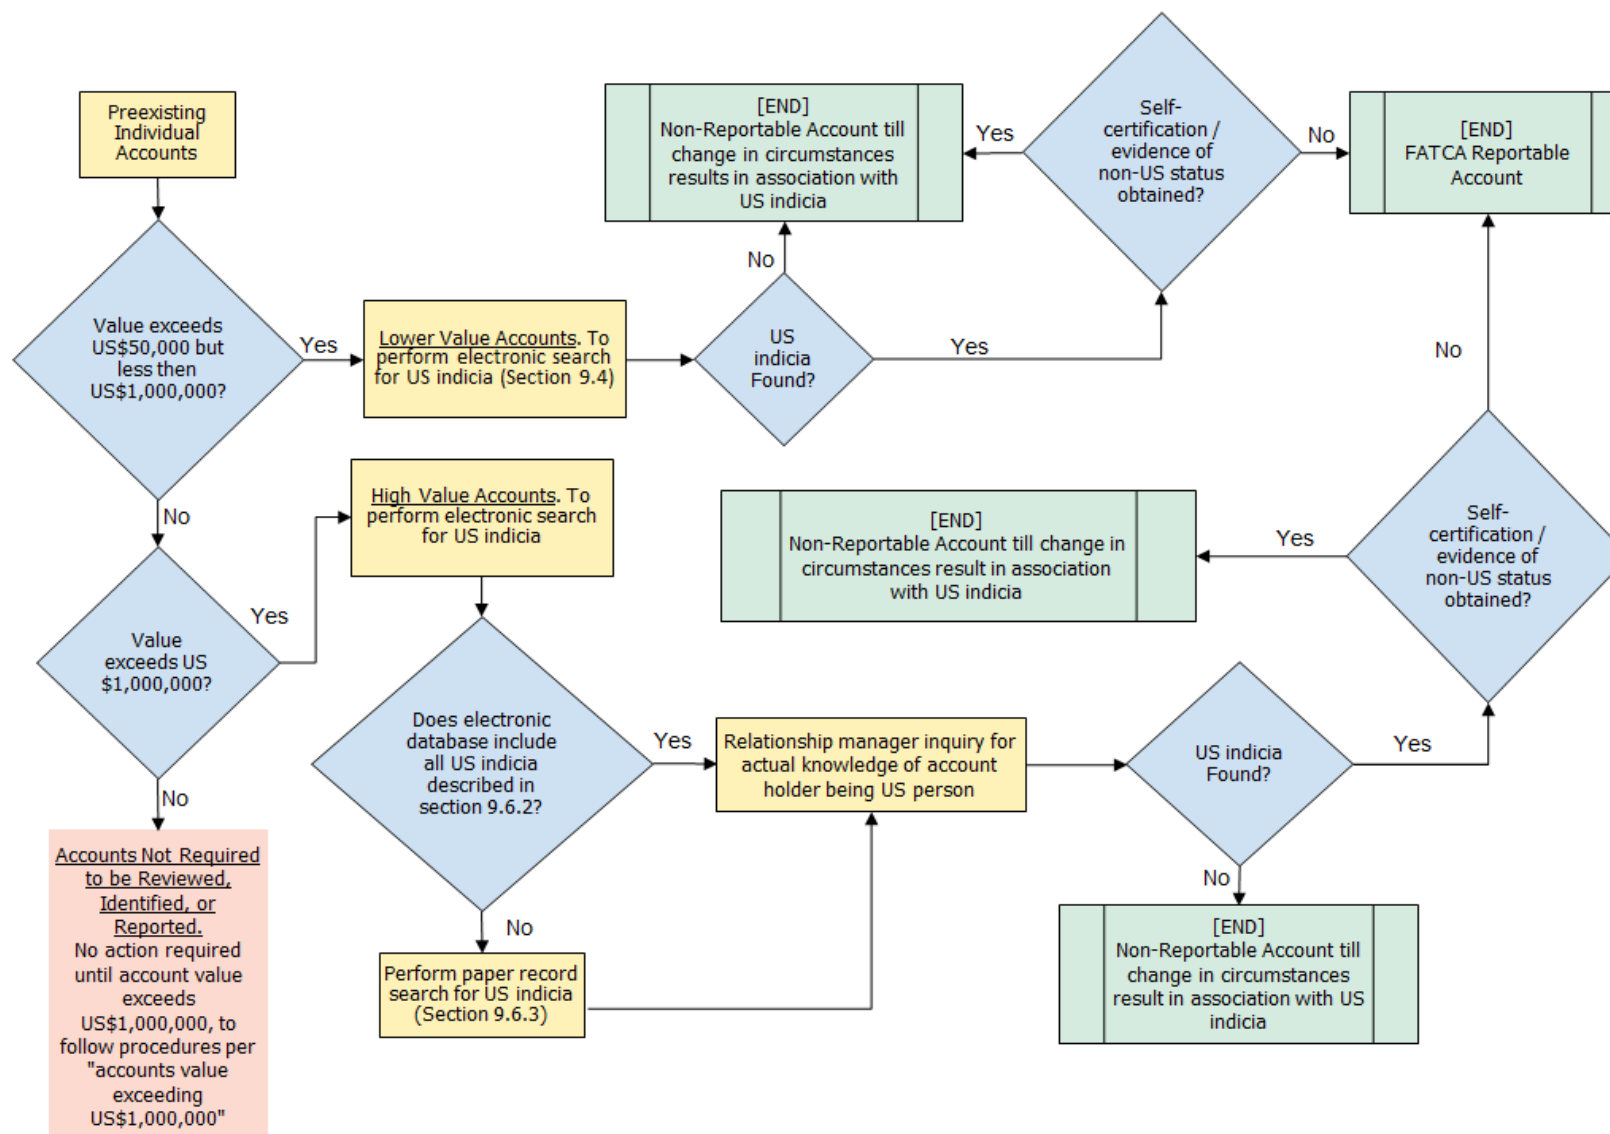 Preexisting
Individual
Accounts
Value exceeds
US$50,000 but
less then
US$1,000,000?
Yes
Lower Value Accounts. To
perform electronic search
for US indicia (Section 9.4)
US
indicia
Found?
No
[END]
Non-Reportable Account till
change in circumstances
results in association with
US indicia
Yes
Self-
certification /
evidence of
non-US status
obtained?
Yes
No
[END]
FATCA Reportable
Account
No
Value
exceeds US
$1,000,000?
Yes
High Value Accounts. To
perform electronic search
for US indicia
Does electronic
database include
all US indicia
described in
section 9.6.2?
Yes
Relationship manager inquiry for
actual knowledge of account
holder being US person
No
Perform paper record
search for US indicia
(Section 9.6.3)
US indicia
Found?
Yes
No
[END]
Non-Reportable Account till
change in circumstances
result in association with US
indicia
Self-
certification /
evidence of
non-US status
obtained?
Yes
[END]
Non-Reportable Account till change in
circumstances result in association
with US indicia
No
No
Accounts Not Required
to be Reviewed,
Identified, or
Reported.
No action required
until account value
exceeds
US$1,000,000, to
follow procedures per
"accounts value
exceeding
US$1,000,000"